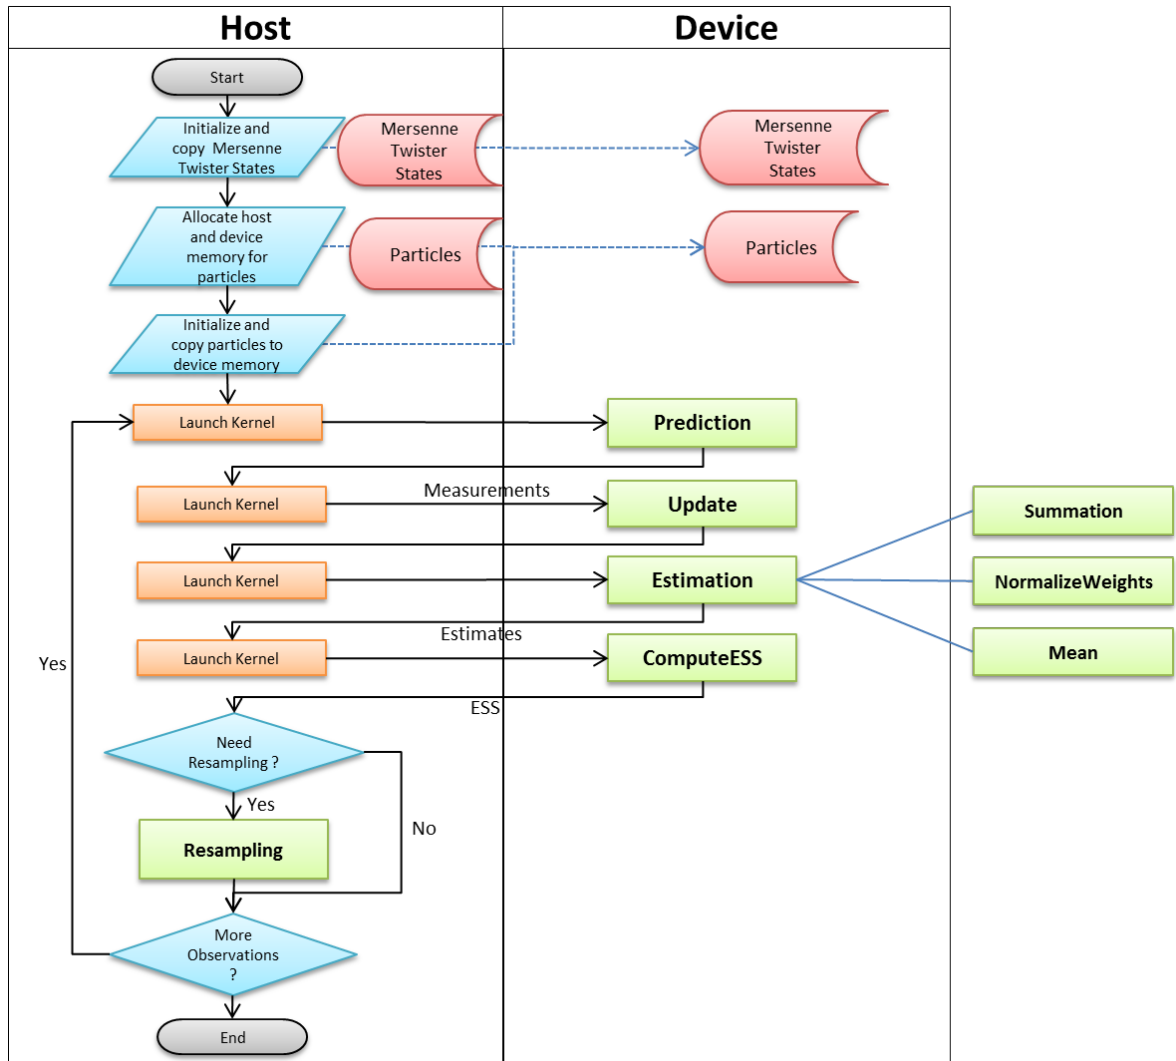 Host
Device
Start
Initialize and
copy Mersenne
Twister States
Mersenne
Twister
States
Mersenne
Twister
States
Allocate host
and device
memory for
particles
Particles
Particles
Initialize and
copy particles to
device memory
Launch Kernel
Prediction
Launch Kernel
Measurements
Update
Summation
Launch Kernel
Estimation
NormalizeWeights
Launch Kernel
Estimates
ComputeESS
Mean
Yes
ESS
Need
Resampling ?
Yes
No
Resampling
More
Observations
?
End